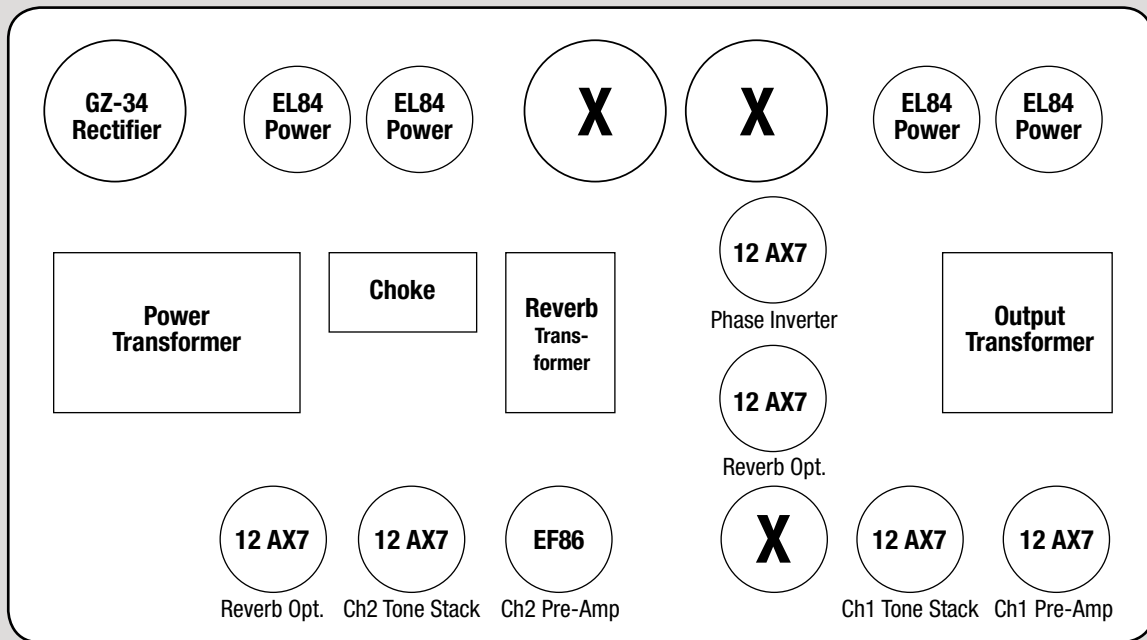 GZ-34
Rectifier
EL84
Power
EL84
Power
X
X
EL84
Power
EL84
Power
12 AX7
Phase Inverter
Power
Transformer
Choke
Reverb
Trans-
former
Output
Transformer
12 AX7
Reverb Opt.
12 AX7
Reverb Opt.
12 AX7
Ch2 Tone Stack
EF86
Ch2 Pre-Amp
X
12 AX7
Ch1 Tone Stack
12 AX7
Ch1 Pre-Amp